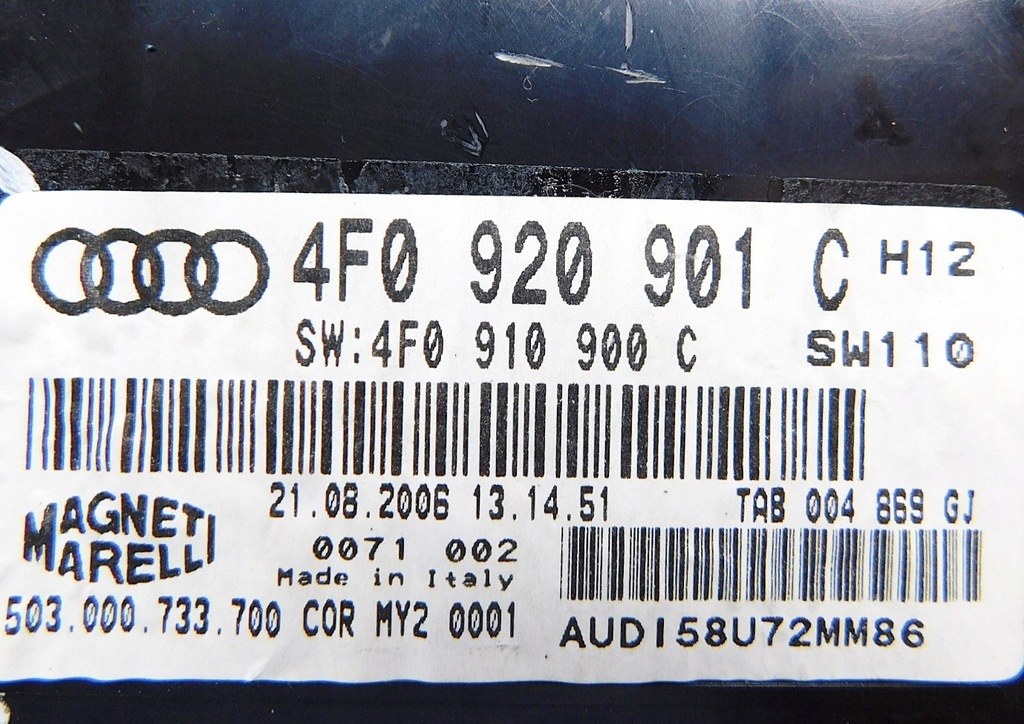 4F0 920 901 C H12
SW:4F0 910 900 C SW110
21.08.2006 13.14.51 TAB 004 869 GJ
MAGNETI
MARELLI
0071 002
Made in Italy
503.000.733.700 COR MY2 0001
AUDI58U72MM86